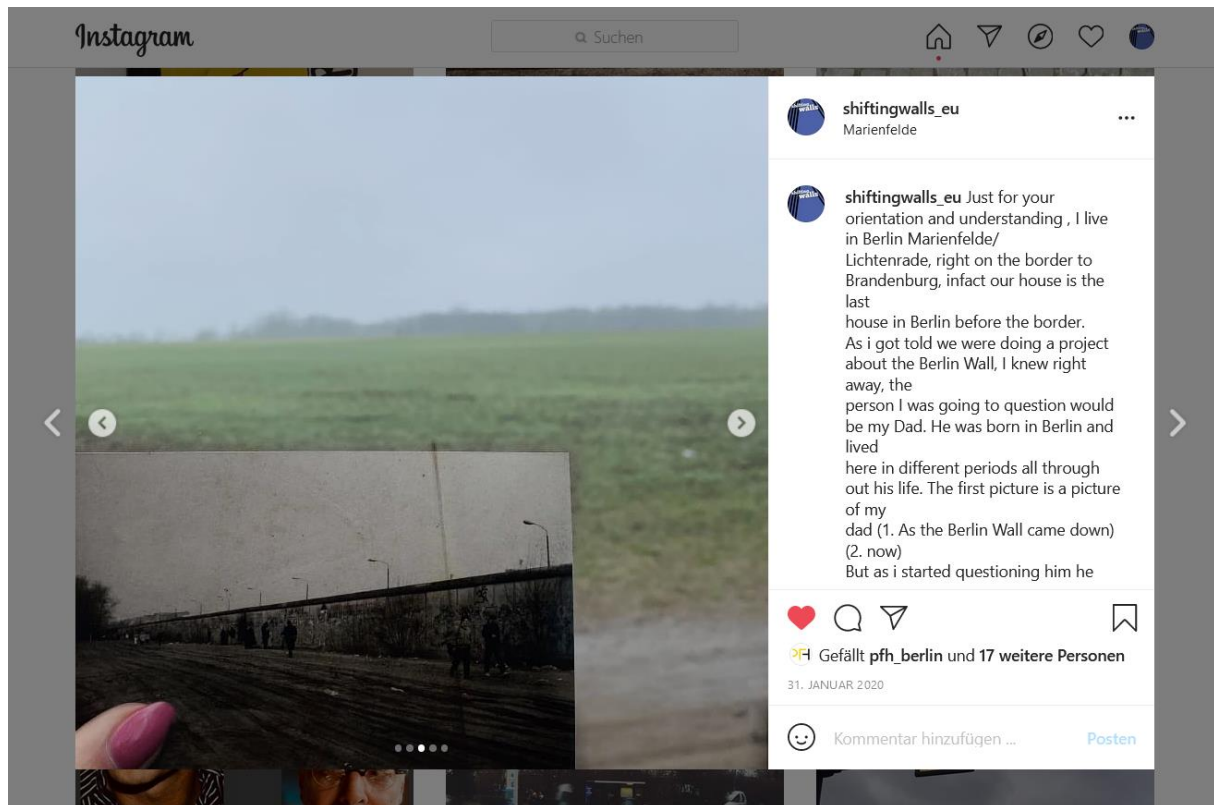 Instagram
Suchen
shiftingwalls_eu
Marienfelde
shiftingwalls_eu Just for your
orientation and understanding , I live
in Berlin Marienfelde/
Lichtenrade, right on the border to
Brandenburg, infact our house is the
last
house in Berlin before the border.
As i got told we were doing a project
about the Berlin Wall, I knew right
away, the
person I was going to question would
be my Dad. He was born in Berlin and
lived
here in different periods all through
out his life. The first picture is a picture
of my
dad (1. As the Berlin Wall came down)
(2. now)
But as i started questioning him he
Gefällt pfh_berlin und 17 weitere Personen
31. JANUAR 2020
Kommentar hinzufügen ...
Posten